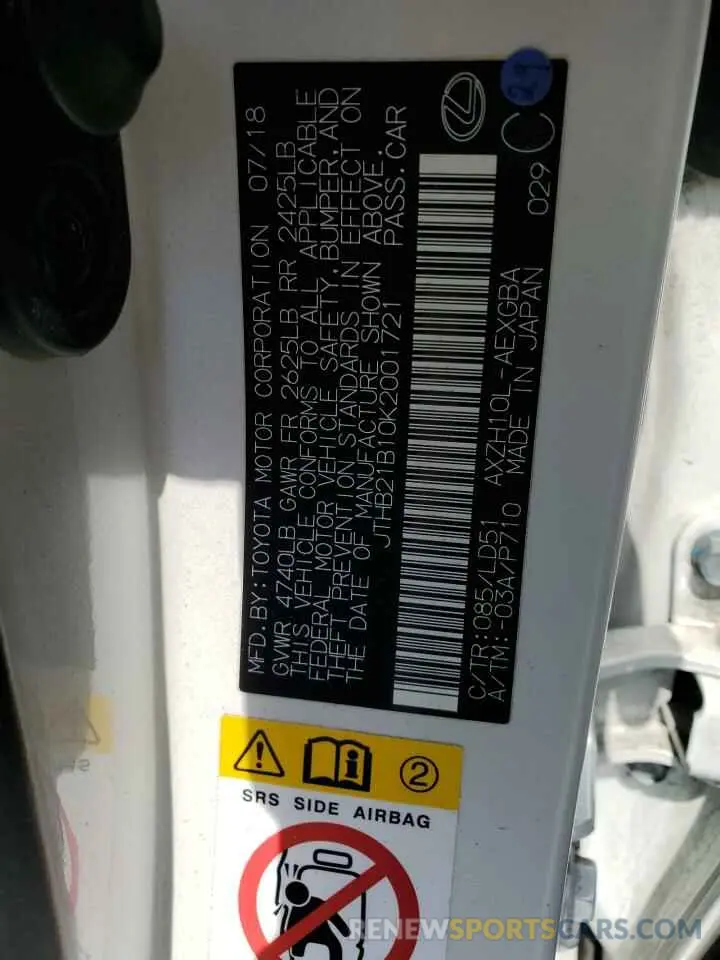 MFD.BY:TOYOTA MOTOR CORPORATION 07/18
GVWR 4740LB GAWR FR 2625LB RR 2425LB
THIS VEHICLE CONFORMS TO ALL APPLICABLE
FEDERAL MOTOR VEHICLE SAFETY,BUMPER,AND
THEFT PREVENTION STANDARDS IN EFFECT ON
THE DATE OF MANUFACTURE SHOWN ABOVE.
JTHB21B10K2001721 PASS.CAR
C/TR:085/LD51 AXZH10L-AEXGBA 029 C
A/TM:-03A/P710 MADE IN JAPAN
29
2
SRS SIDE AIRBAG
RENEWSPORTSCARS.COM